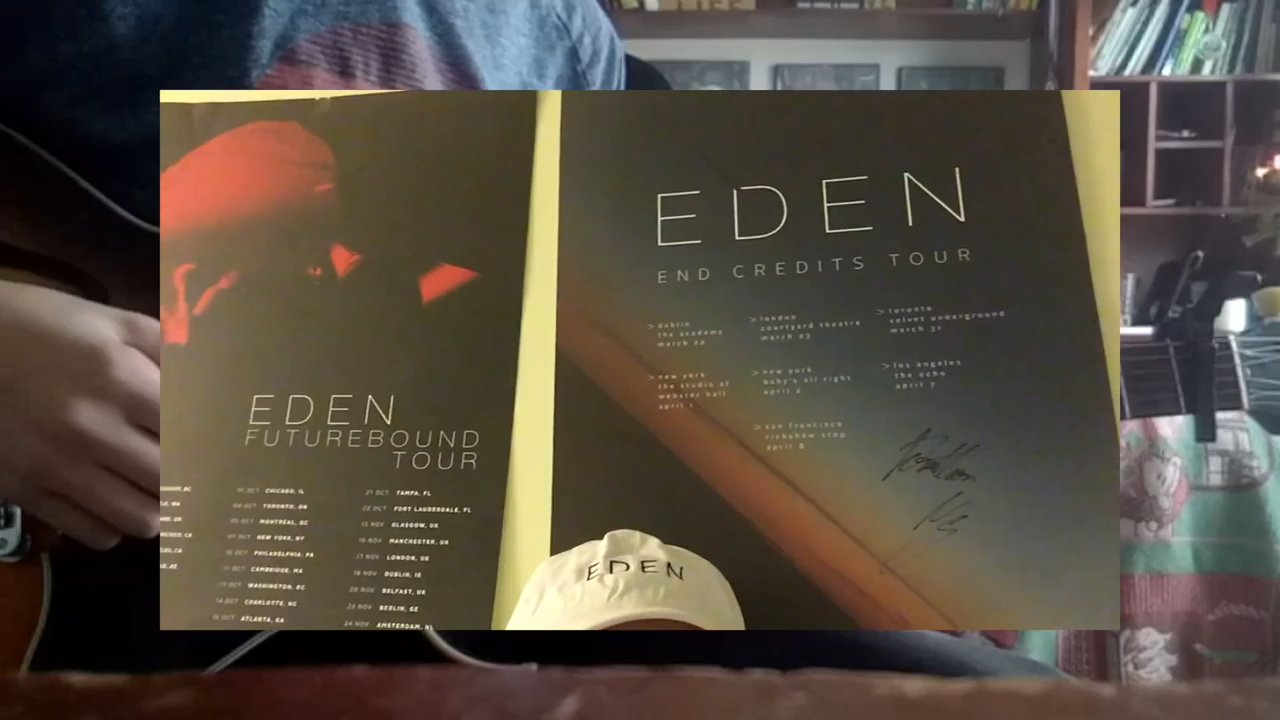 EDEN
FUTUREBOUND
TOUR
01 OCT CHICAGO, IL
04 OCT TORONTO, ON
05 OCT MONTREAL, QC
07 OCT NEW YORK, NY
10 OCT PHILADELPHIA, PA
11 OCT CAMBRIDGE, MA
OCT WASHINGTON, DC
14 OCT CHARLOTTE, NC
15 OCT ATLANTA, GA
21 OCT TAMPA, FL
22 OCT FORT LAUDERDALE, FL
15 NOV GLASGOW, UK
16 NOV MANCHESTER, UK
17 NOV LONDON, UK
18 NOV DUBLIN, IE
20 NOV BELFAST, UK
22 NOV BERLIN, GE
24 NOV AMSTERDAM, NL
EDEN
END CREDITS TOUR
> dublin
the academy
march 22
> london
courtyard theatre
march 23
> toronto
velvet underground
march 31
> new york
the studio at
webster hall
april 1
> new york
baby's all right
april 2
> los angeles
the echo
april 7
> san francisco
rickshaw stop
april 8
EDEN